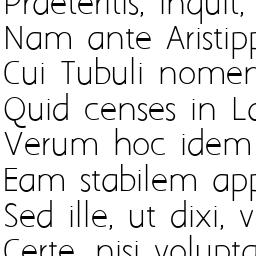 Praeteritis, inquit,
Nam ante Aristipp
Cui Tubuli nomen
Quid censes in La
Verum hoc idem
Eam stabilem app
Sed ille, ut dixi, v
Certe, nisi volupta